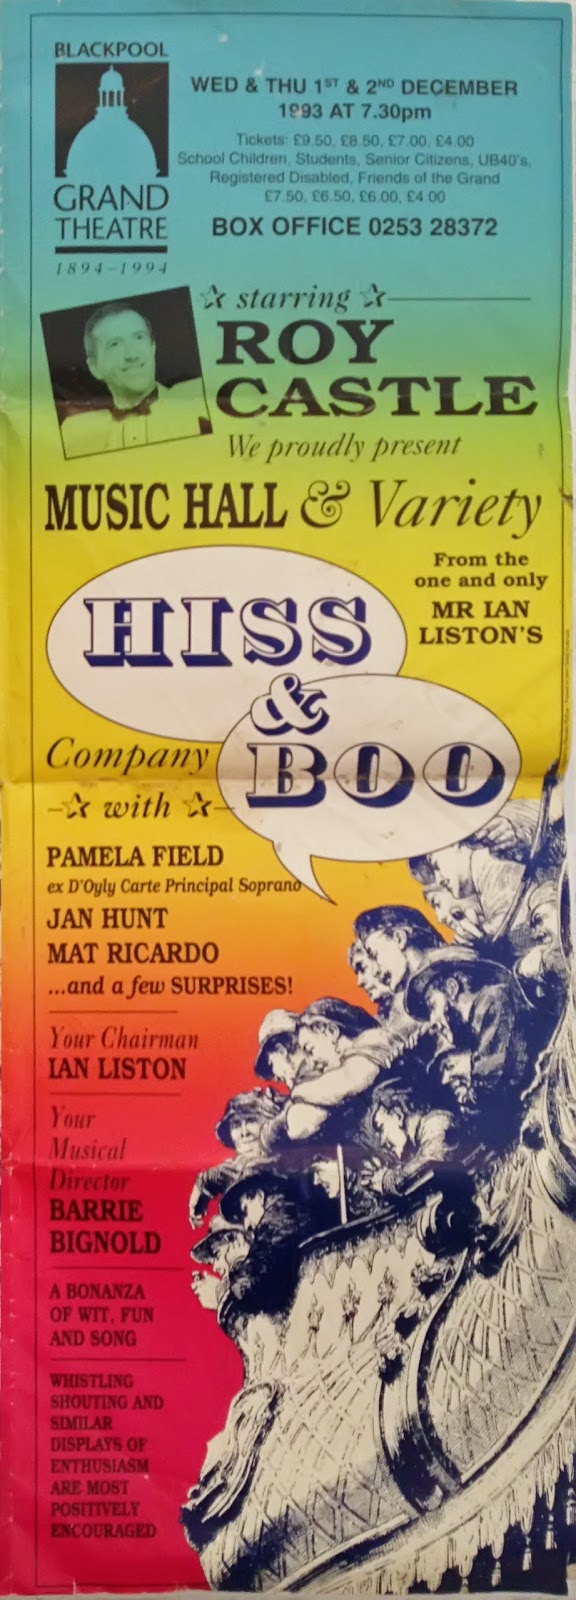 BLACKPOOL
GRAND
THEATRE
1894-1994
WED & THU 1ST & 2ND DECEMBER
1993 AT 7.30pm
Tickets: £9.50, £8.50, £7.00, £4.00
School Children, Students, Senior Citizens, UB40's,
Registered Disabled, Friends of the Grand
£7.50, £6.50, £6.00, £4.00
BOX OFFICE 0253 28372
starring
ROY
CASTLE
We proudly present
MUSIC HALL & Variety
From the
one and only
MR IAN
LISTON'S
HISS
&
BOO
Company
with
PAMELA FIELD
ex D'Oyly Carte Principal Soprano
JAN HUNT
MAT RICARDO
...and a few SURPRISES!
Your Chairman
IAN LISTON
Your
Musical
Director
BARRIE
BIGNOLD
A BONANZA
OF WIT, FUN
AND SONG
WHISTLING
SHOUTING AND
SIMILAR
DISPLAYS OF
ENTHUSIASM
ARE MOST
POSITIVELY
ENCOURAGED